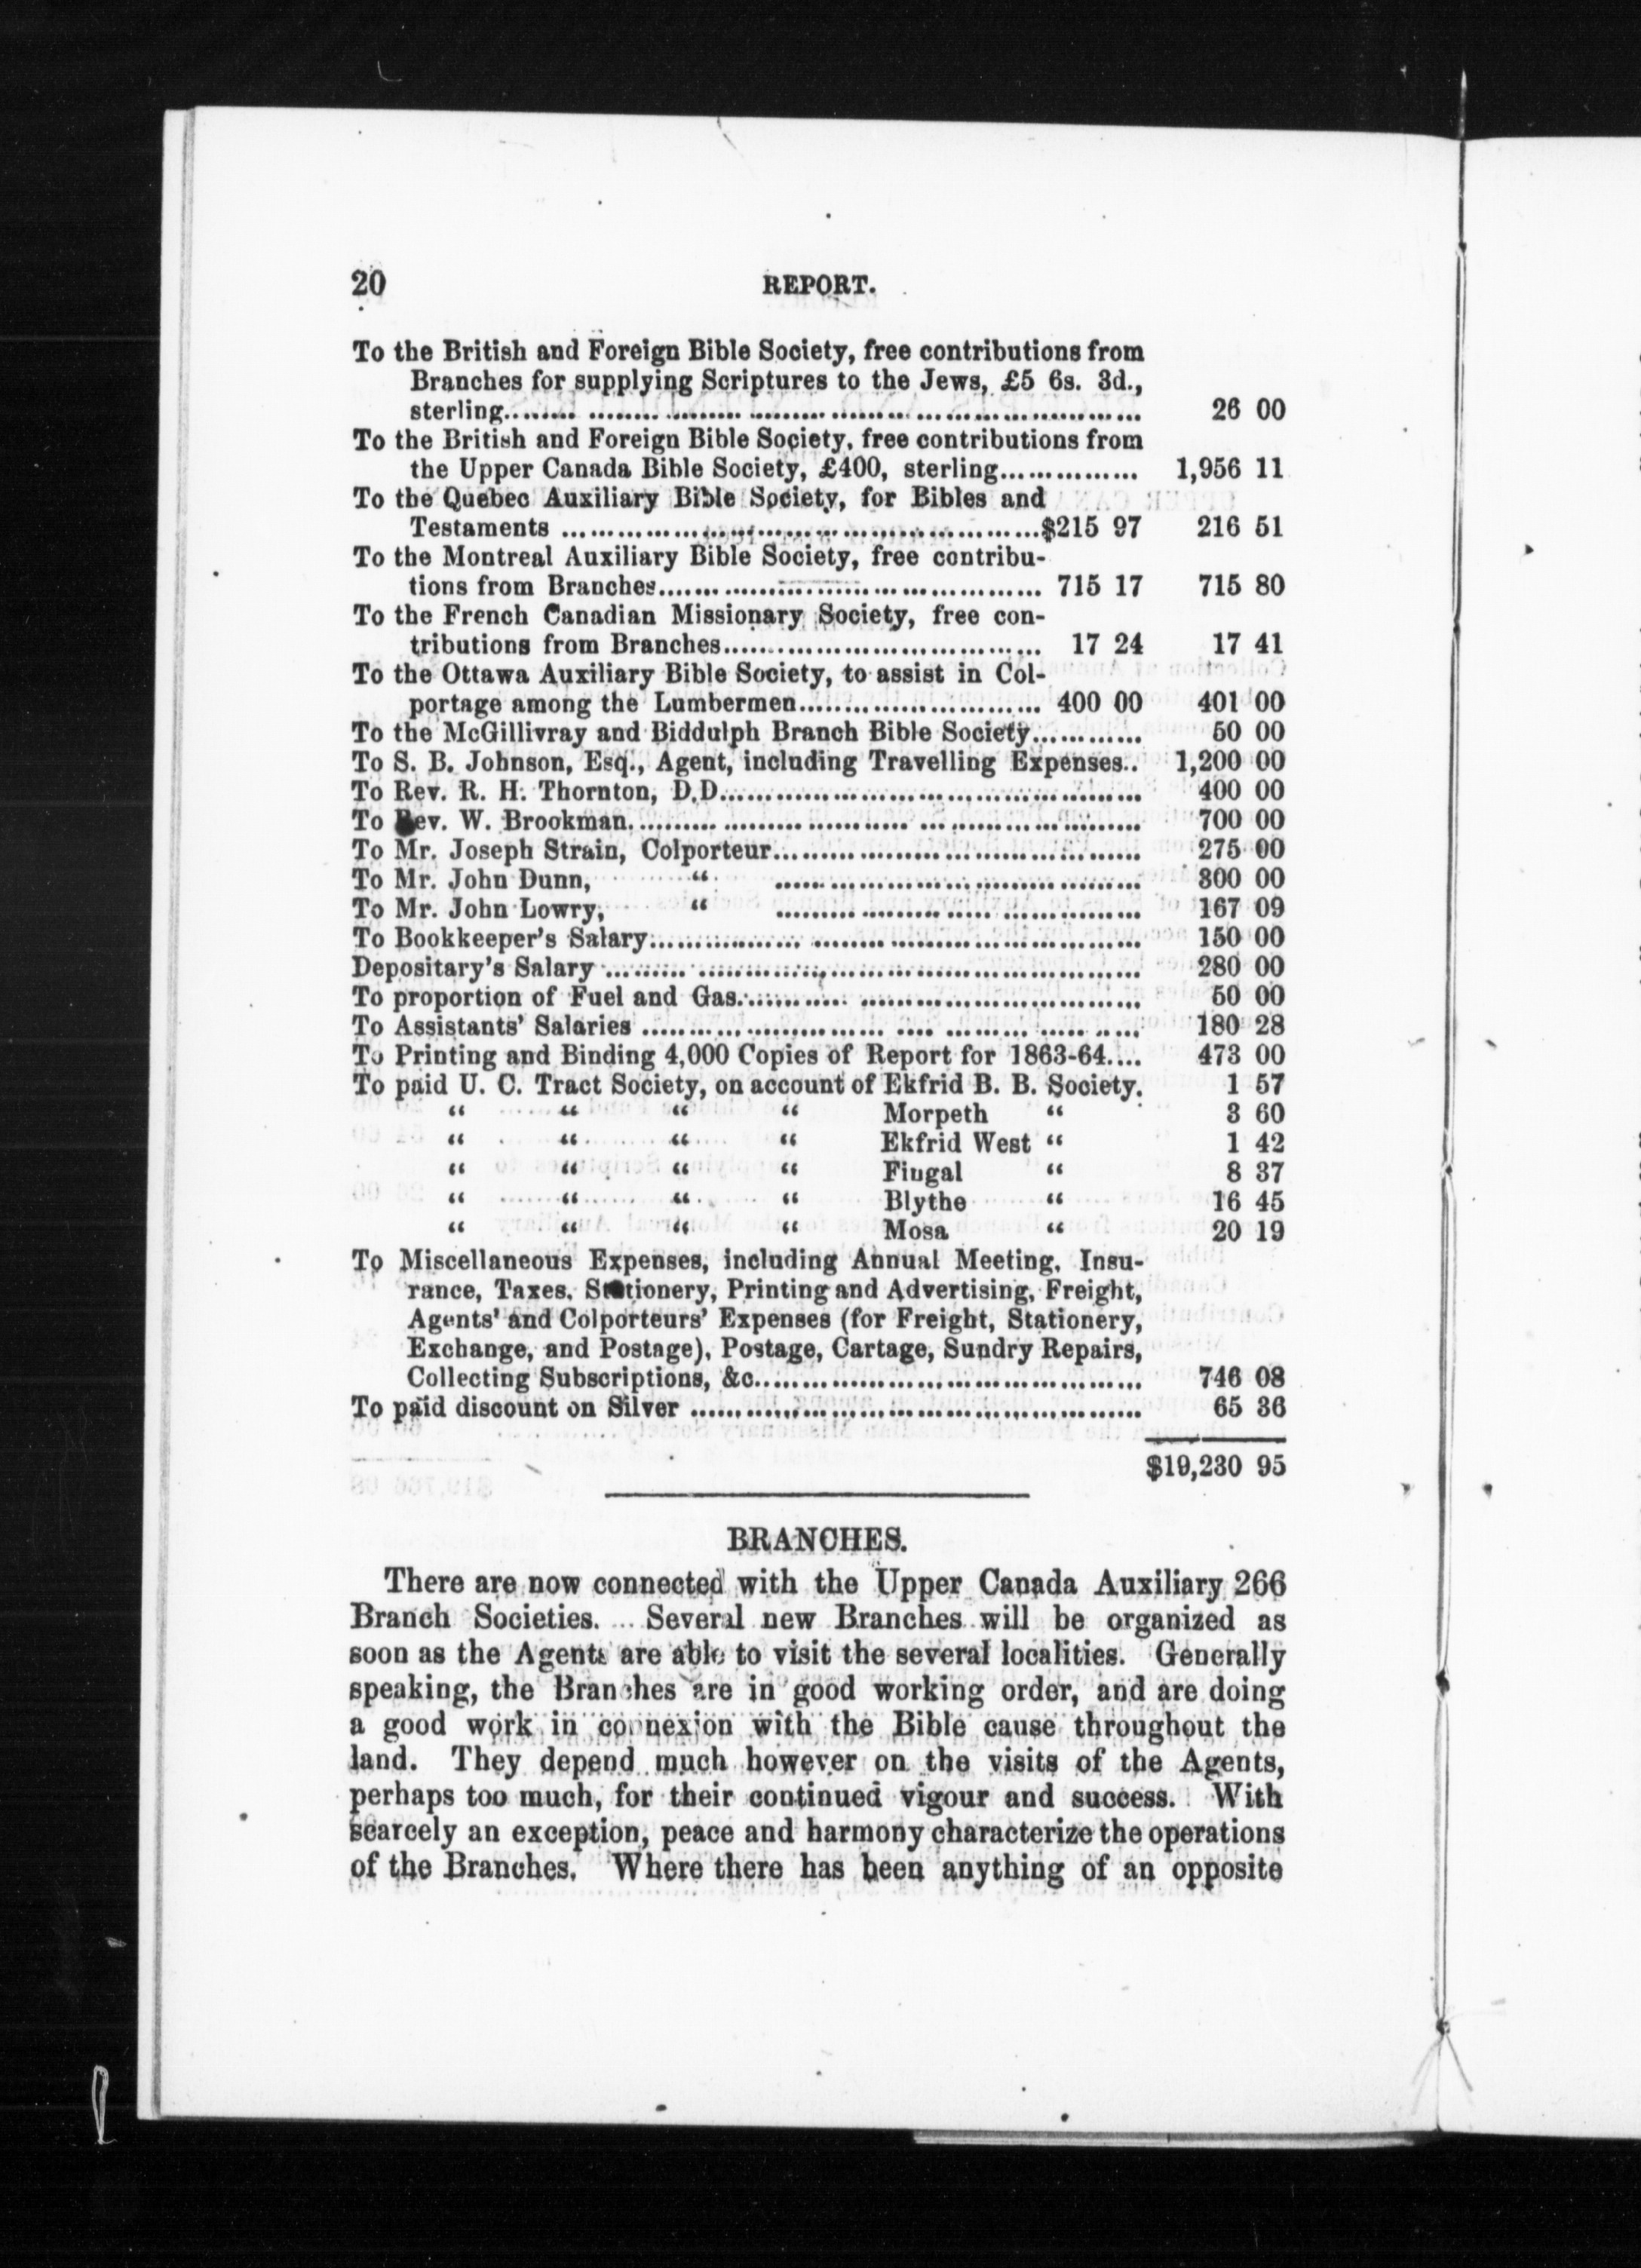 20 REPORT.
To the British and Foreign Bible Society, free contributions from
Branches for supplying Scriptures to the Jews, £5 6s. 3d.,
sterling........ 26 00
To the British and Foreign Bible Society, free contributions from
the Upper Canada Bible Society, £400, sterling............... 1,956 11
To the Quebec Auxiliary Bible Society, for Bibles and
Testaments ........ $215 97 216 51
To the Montreal Auxiliary Bible Society, free contribu-
tions from Branches........ 715 17 715 80
To the French Canadian Missionary Society, free con-
tributions from Branches........ 17 24 17 41
To the Ottawa Auxiliary Bible Society, to assist in Col-
portage among the Lumbermen........ 400 00 401 00
To the McGillivray and Biddulph Branch Bible Society............ 50 00
To S. B. Johnson, Esq., Agent, including Travelling Expenses.. 1,200 00
To Rev. R. H. Thornton, D.D........ 400 00
To Rev. W. Brookman........ 700 00
To Mr. Joseph Strain, Colporteur........ 275 00
To Mr. John Dunn, “ ........ 300 00
To Mr. John Lowry, “ ........ 167 09
To Bookkeeper's Salary........ 150 00
Depositary's Salary ........ 280 00
To proportion of Fuel and Gas........ 50 00
To Assistants' Salaries ........ 180 28
To Printing and Binding 4,000 Copies of Report for 1863-64.... 473 00
To paid U. C. Tract Society, on account of Ekfrid B. B. Society. 1 57
“ “ “ “ Morpeth “ 3 60
“ “ “ “ Ekfrid West “ 1 42
“ “ “ “ Fingal “ 8 37
“ “ “ “ Blythe “ 16 45
“ “ “ “ Mosa “ 20 19
To Miscellaneous Expenses, including Annual Meeting, Insu-
rance, Taxes, Stationery, Printing and Advertising, Freight,
Agents' and Colporteurs' Expenses (for Freight, Stationery,
Exchange, and Postage), Postage, Cartage, Sundry Repairs,
Collecting Subscriptions, &c........ 746 08
To paid discount on Silver ........ 65 36
$19,230 95
BRANCHES.
There are now connected with the Upper Canada Auxiliary 266
Branch Societies. Several new Branches will be organized as
soon as the Agents are able to visit the several localities. Generally
speaking, the Branches are in good working order, and are doing
a good work in connexion with the Bible cause throughout the
land. They depend much however on the visits of the Agents,
perhaps too much, for their continued vigour and success. With
scarcely an exception, peace and harmony characterize the operations
of the Branches. Where there has been anything of an opposite